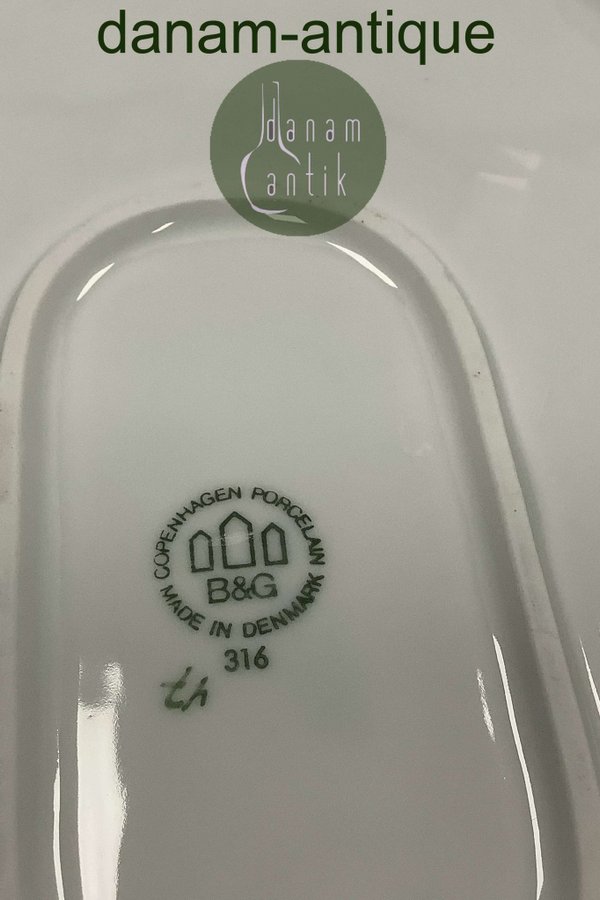 danam-antique
danam
antik
COPENHAGEN PORCELAIN
B&G
MADE IN DENMARK
316